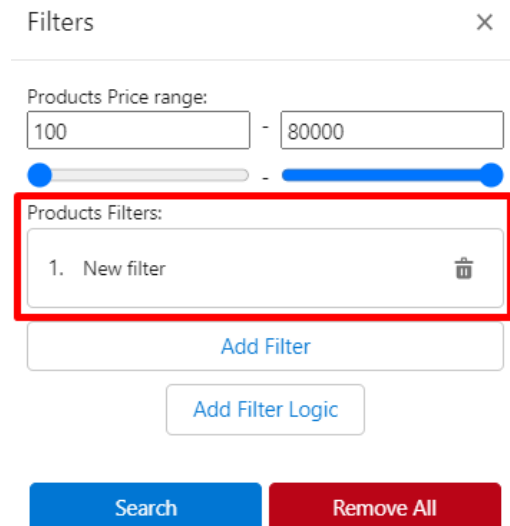 Filters ×
Products Price range:
100 - 80000
-
Products Filters:
1. New filter
Add Filter
Add Filter Logic
Search Remove All